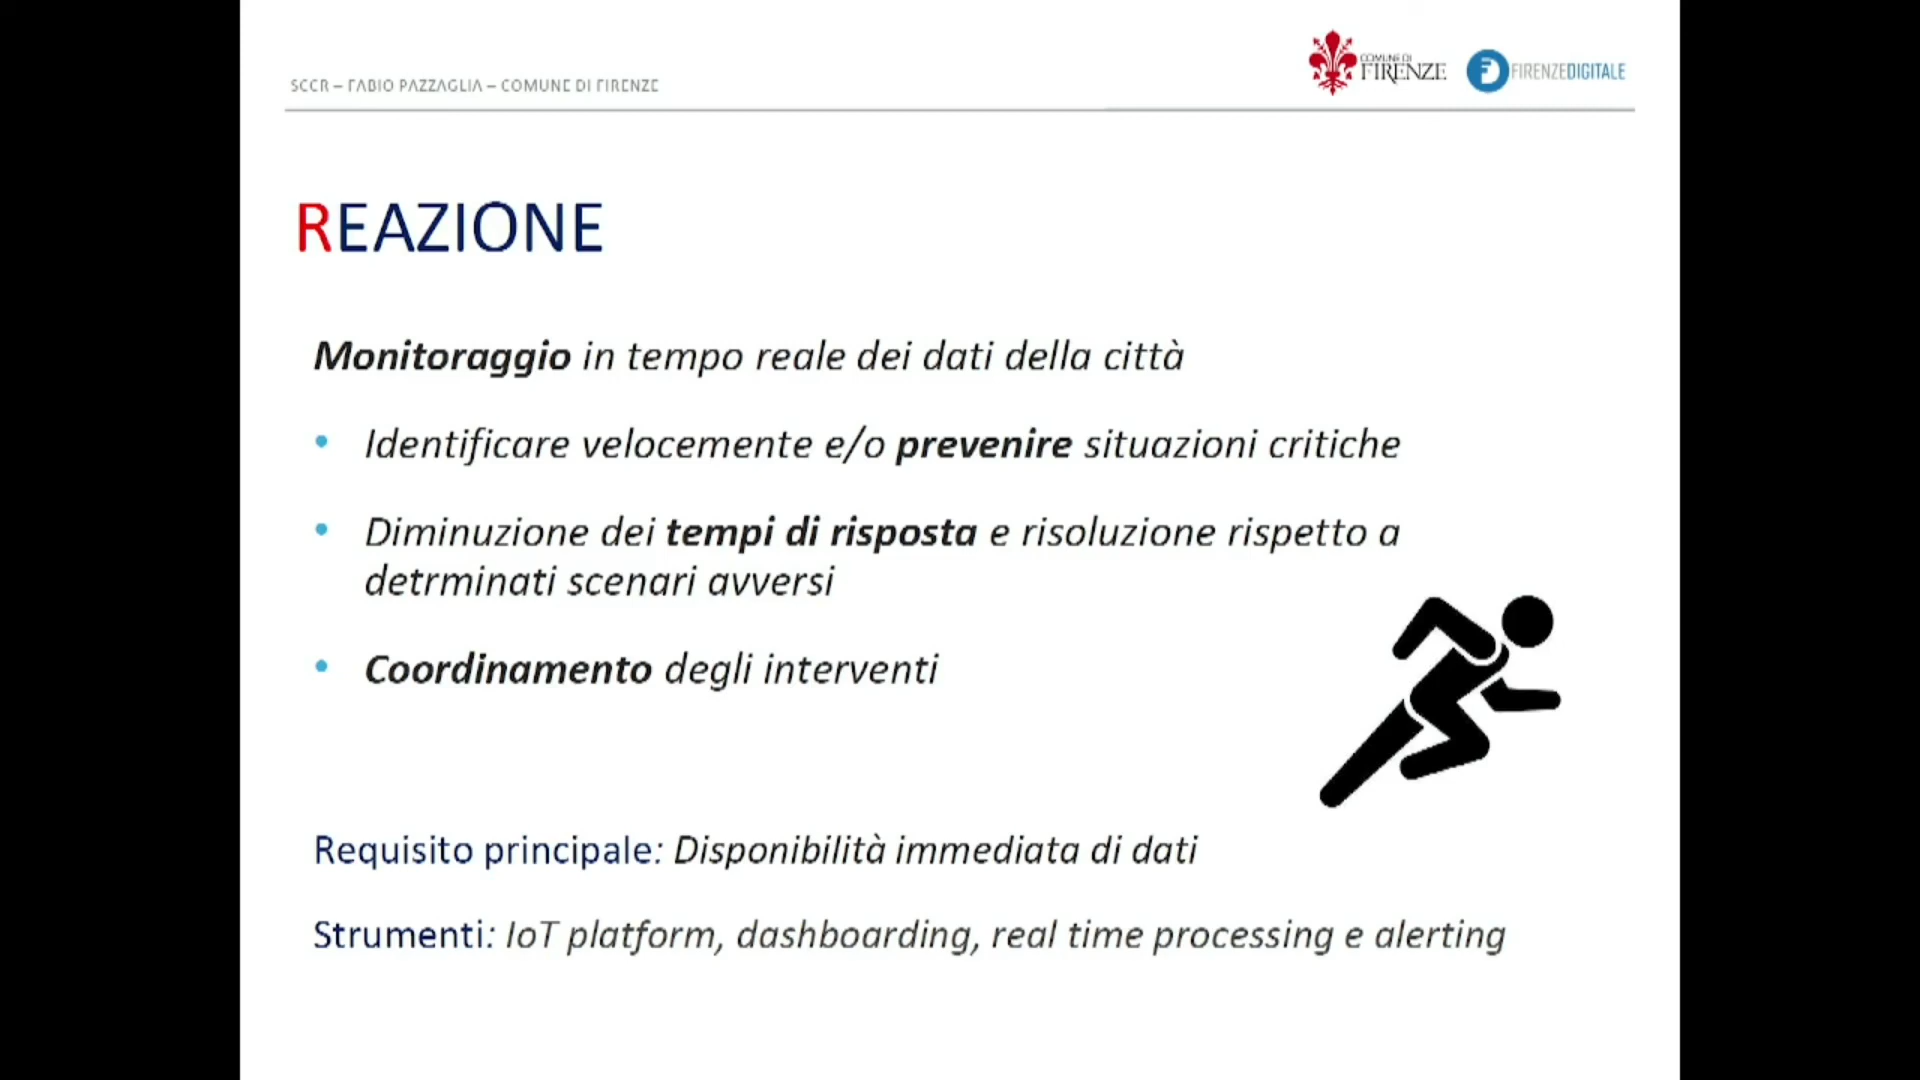 SCCR – FABIO PAZZAGLIA – COMUNE DI FIRENZE
COMUNE DI
FIRENZE
FIRENZEDIGITALE
REAZIONE
Monitoraggio in tempo reale dei dati della città
• Identificare velocemente e/o prevenire situazioni critiche
• Diminuzione dei tempi di risposta e risoluzione rispetto a
detrminati scenari avversi
• Coordinamento degli interventi
Requisito principale: Disponibilità immediata di dati
Strumenti: IoT platform, dashboarding, real time processing e alerting